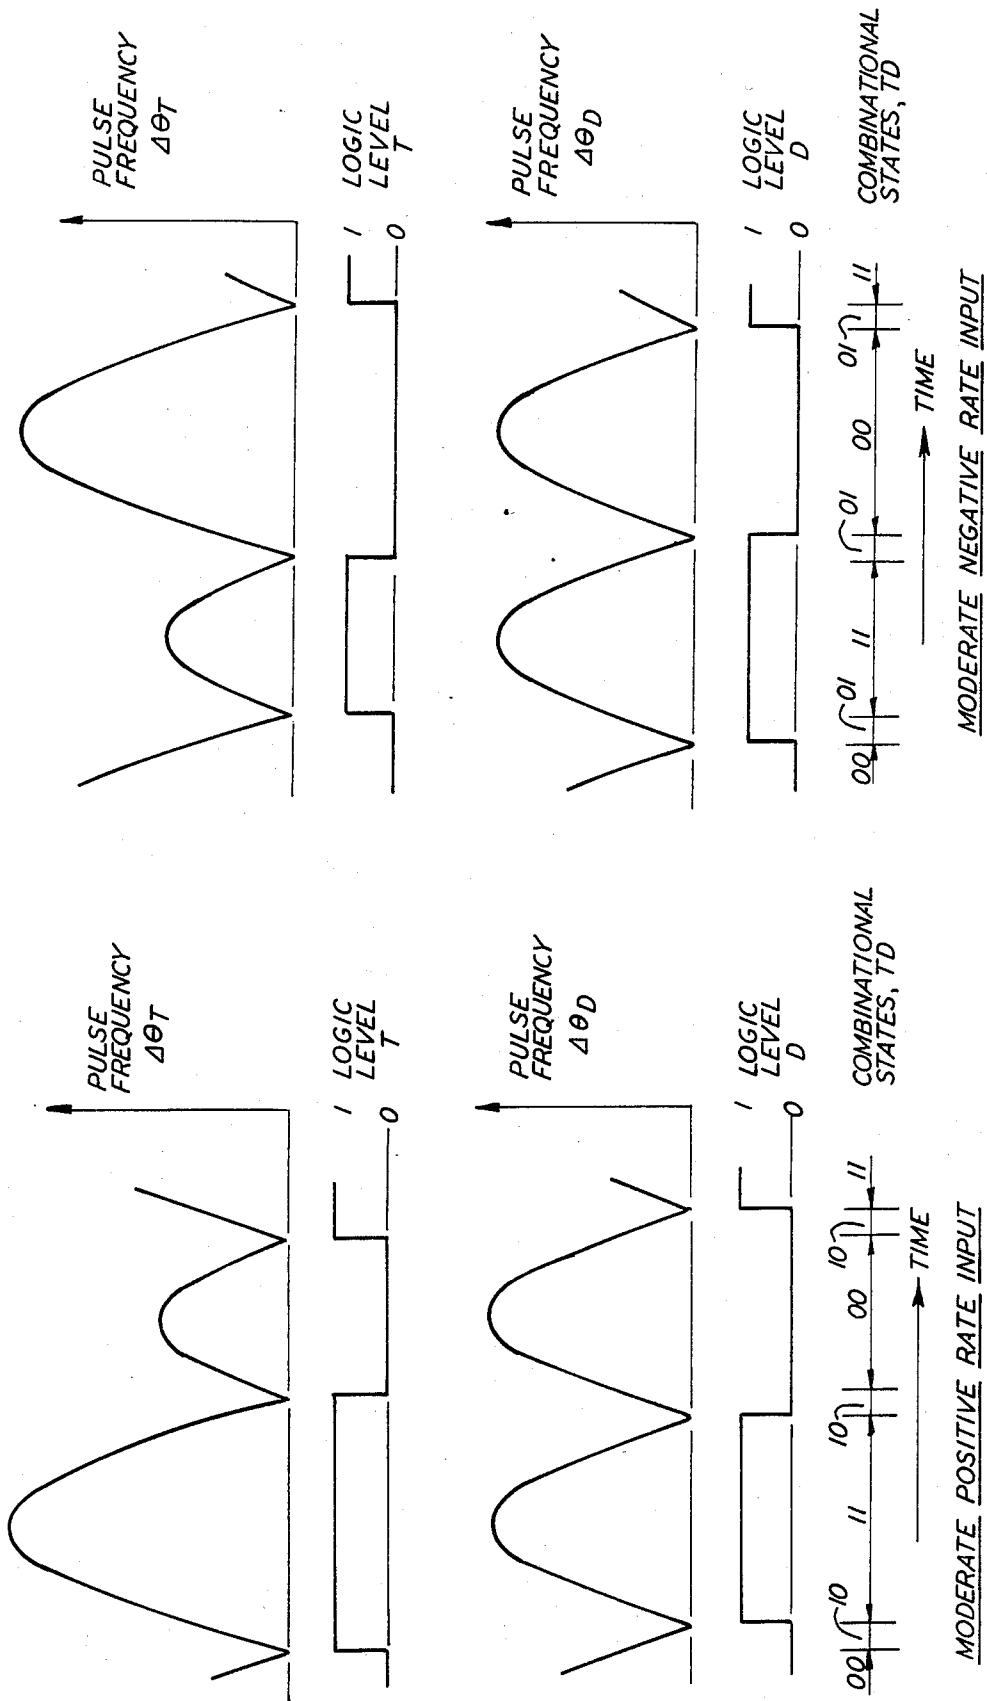 PULSE
FREQUENCY
ΔθT
LOGIC
LEVEL
T
1
0
PULSE
FREQUENCY
ΔθD
LOGIC
LEVEL
D
1
0
COMBINATIONAL
STATES, TD
00 10 11 10 00 10 11
TIME
MODERATE POSITIVE RATE INPUT
PULSE
FREQUENCY
ΔθT
LOGIC
LEVEL
T
1
0
PULSE
FREQUENCY
ΔθD
LOGIC
LEVEL
D
1
0
COMBINATIONAL
STATES, TD
00 01 11 01 00 01 11
TIME
MODERATE NEGATIVE RATE INPUT